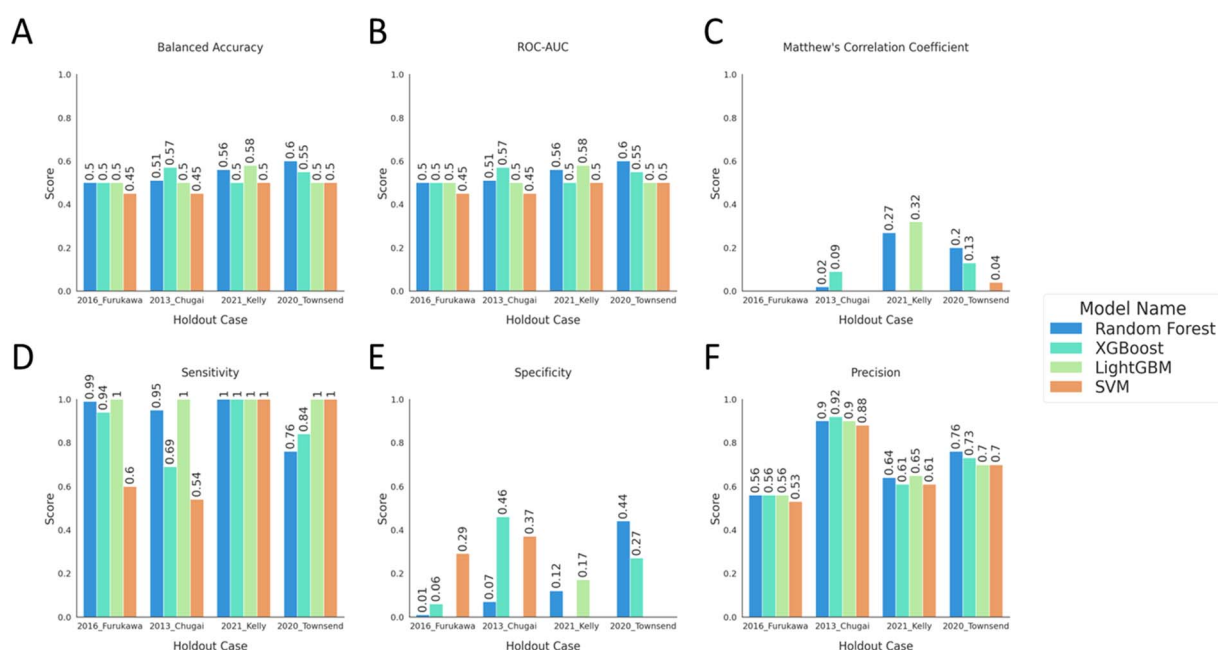 A
Balanced Accuracy
1.0
0.8
0.6
0.4
0.2
0.0
Score
0.5 0.5 0.5 0.45
0.51 0.57 0.5 0.45
0.56 0.5 0.58 0.5
0.6 0.55 0.5 0.5
2016_Furukawa 2013_Chugai 2021_Kelly 2020_Townsend
Holdout Case
B
ROC-AUC
1.0
0.8
0.6
0.4
0.2
0.0
Score
0.5 0.5 0.5 0.45
0.51 0.57 0.5 0.45
0.56 0.5 0.58 0.5
0.6 0.55 0.5 0.5
2016_Furukawa 2013_Chugai 2021_Kelly 2020_Townsend
Holdout Case
C
Matthew's Correlation Coefficient
1.0
0.8
0.6
0.4
0.2
0.0
Score
0.02 0.09
0.27 0.32
0.2 0.13 0.04
2016_Furukawa 2013_Chugai 2021_Kelly 2020_Townsend
Holdout Case
Model Name
Random Forest
XGBoost
LightGBM
SVM
D
Sensitivity
1.0
0.8
0.6
0.4
0.2
0.0
Score
0.99 0.94 1 0.6
0.95 0.69 1 0.54
1 1 1 1
0.76 0.84 1 1
2016_Furukawa 2013_Chugai 2021_Kelly 2020_Townsend
Holdout Case
E
Specificity
1.0
0.8
0.6
0.4
0.2
0.0
Score
0.01 0.06 0.29
0.07 0.46 0.37
0.12 0.17
0.44 0.27
2016_Furukawa 2013_Chugai 2021_Kelly 2020_Townsend
Holdout Case
F
Precision
1.0
0.8
0.6
0.4
0.2
0.0
Score
0.56 0.56 0.56 0.53
0.9 0.92 0.9 0.88
0.64 0.61 0.65 0.61
0.76 0.73 0.7 0.7
2016_Furukawa 2013_Chugai 2021_Kelly 2020_Townsend
Holdout Case